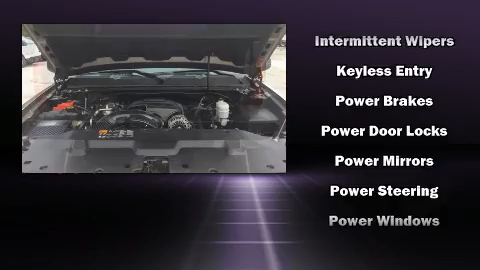 Intermittent Wipers
Keyless Entry
Power Brakes
Power Door Locks
Power Mirrors
Power Steering
Power Windows